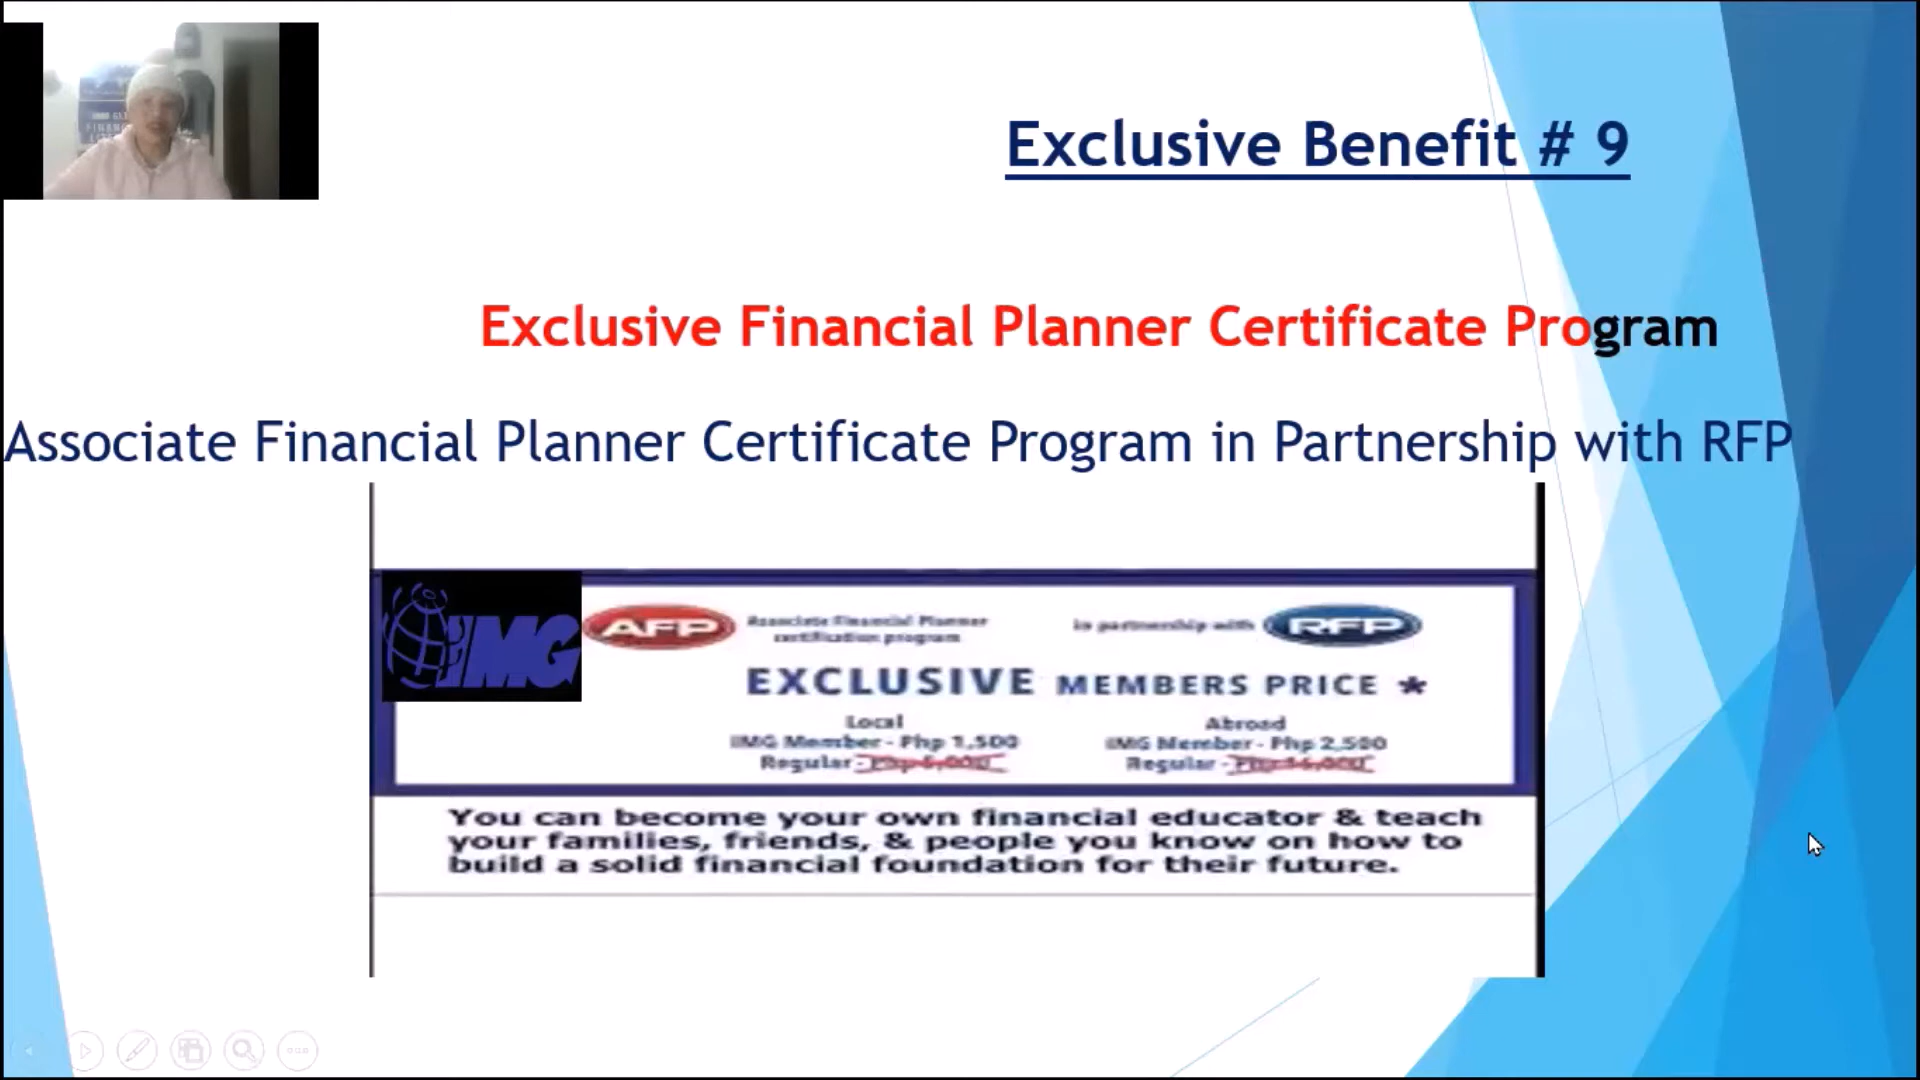 Exclusive Benefit # 9
Exclusive Financial Planner Certificate Program
Associate Financial Planner Certificate Program in Partnership with RFP
IMG
AFP
Associate Financial Planner
certification program
in partnership with
RFP
EXCLUSIVE MEMBERS PRICE *
Local
IMG Member - Php 1,500
Regular -
Abroad
IMG Member - Php 2,500
Regular -
You can become your own financial educator & teach
your families, friends, & people you know on how to
build a solid financial foundation for their future.